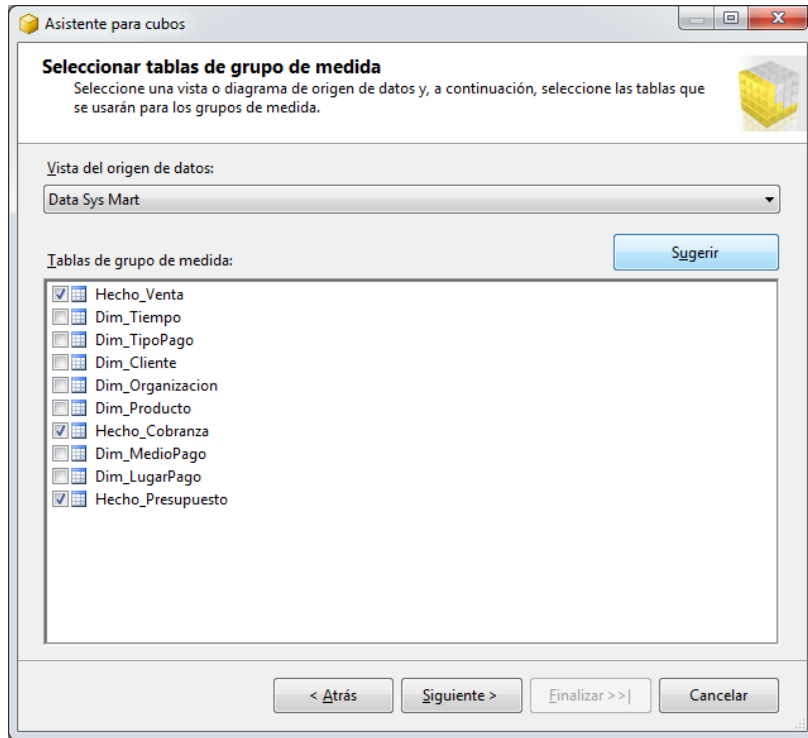 Asistente para cubos
Seleccionar tablas de grupo de medida
Seleccione una vista o diagrama de origen de datos y, a continuación, seleccione las tablas que
se usarán para los grupos de medida.
Vista del origen de datos:
Data Sys Mart
Tablas de grupo de medida:
Sugerir
Hecho_Venta
Dim_Tiempo
Dim_TipoPago
Dim_Cliente
Dim_Organizacion
Dim_Producto
Hecho_Cobranza
Dim_MedioPago
Dim_LugarPago
Hecho_Presupuesto
< Atrás
Siguiente >
Finalizar >>|
Cancelar